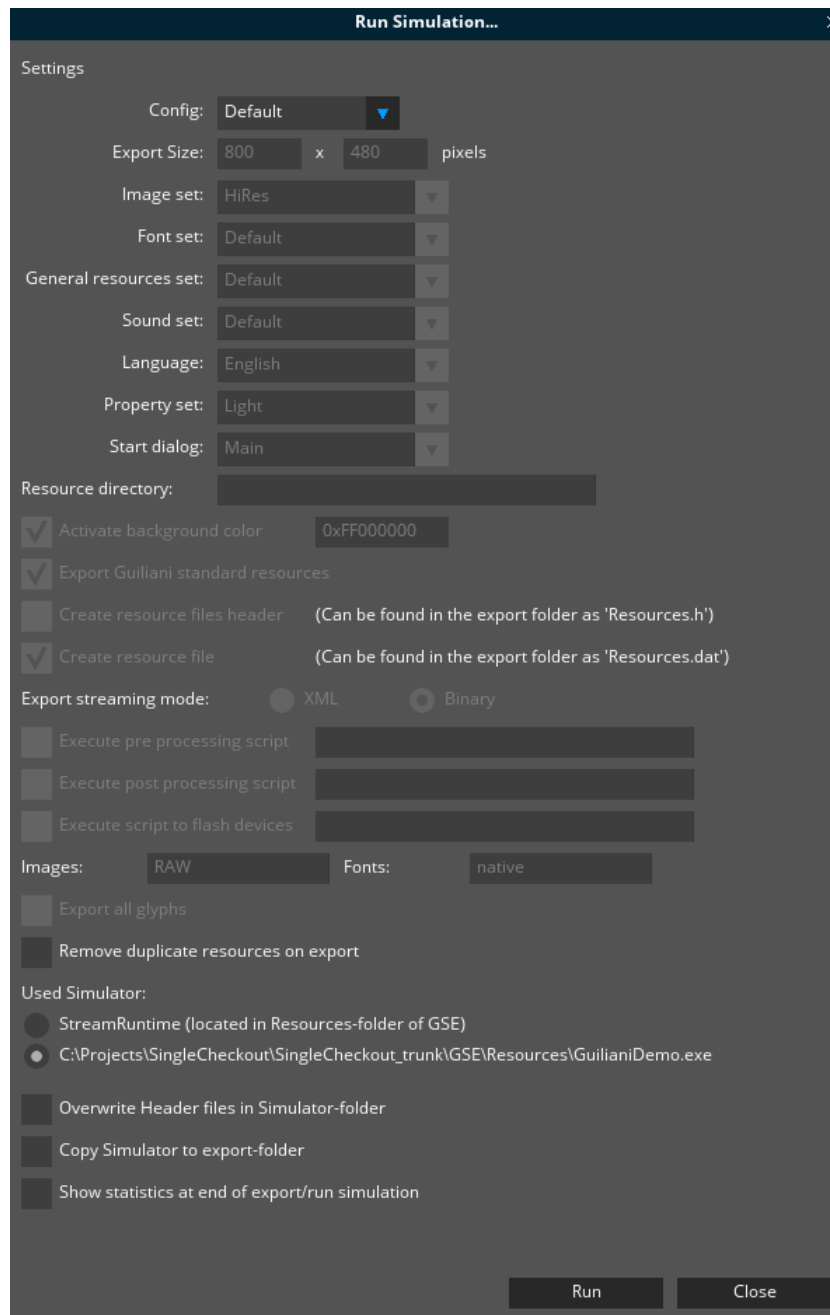 Run Simulation...
Settings
Config: Default
Export Size: 800 x 480 pixels
Image set: HiRes
Font set: Default
General resources set: Default
Sound set: Default
Language: English
Property set: Light
Start dialog: Main
Resource directory:
Activate background color 0xFF000000
Export Guiliani standard resources
Create resource files header (Can be found in the export folder as 'Resources.h')
Create resource file (Can be found in the export folder as 'Resources.dat')
Export streaming mode: XML Binary
Execute pre processing script
Execute post processing script
Execute script to flash devices
Images: RAW Fonts: native
Export all glyphs
Remove duplicate resources on export
Used Simulator:
StreamRuntime (located in Resources-folder of GSE)
C:\Projects\SingleCheckout\SingleCheckout_trunk\GSE\Resources\GuilianiDemo.exe
Overwrite Header files in Simulator-folder
Copy Simulator to export-folder
Show statistics at end of export/run simulation
Run Close